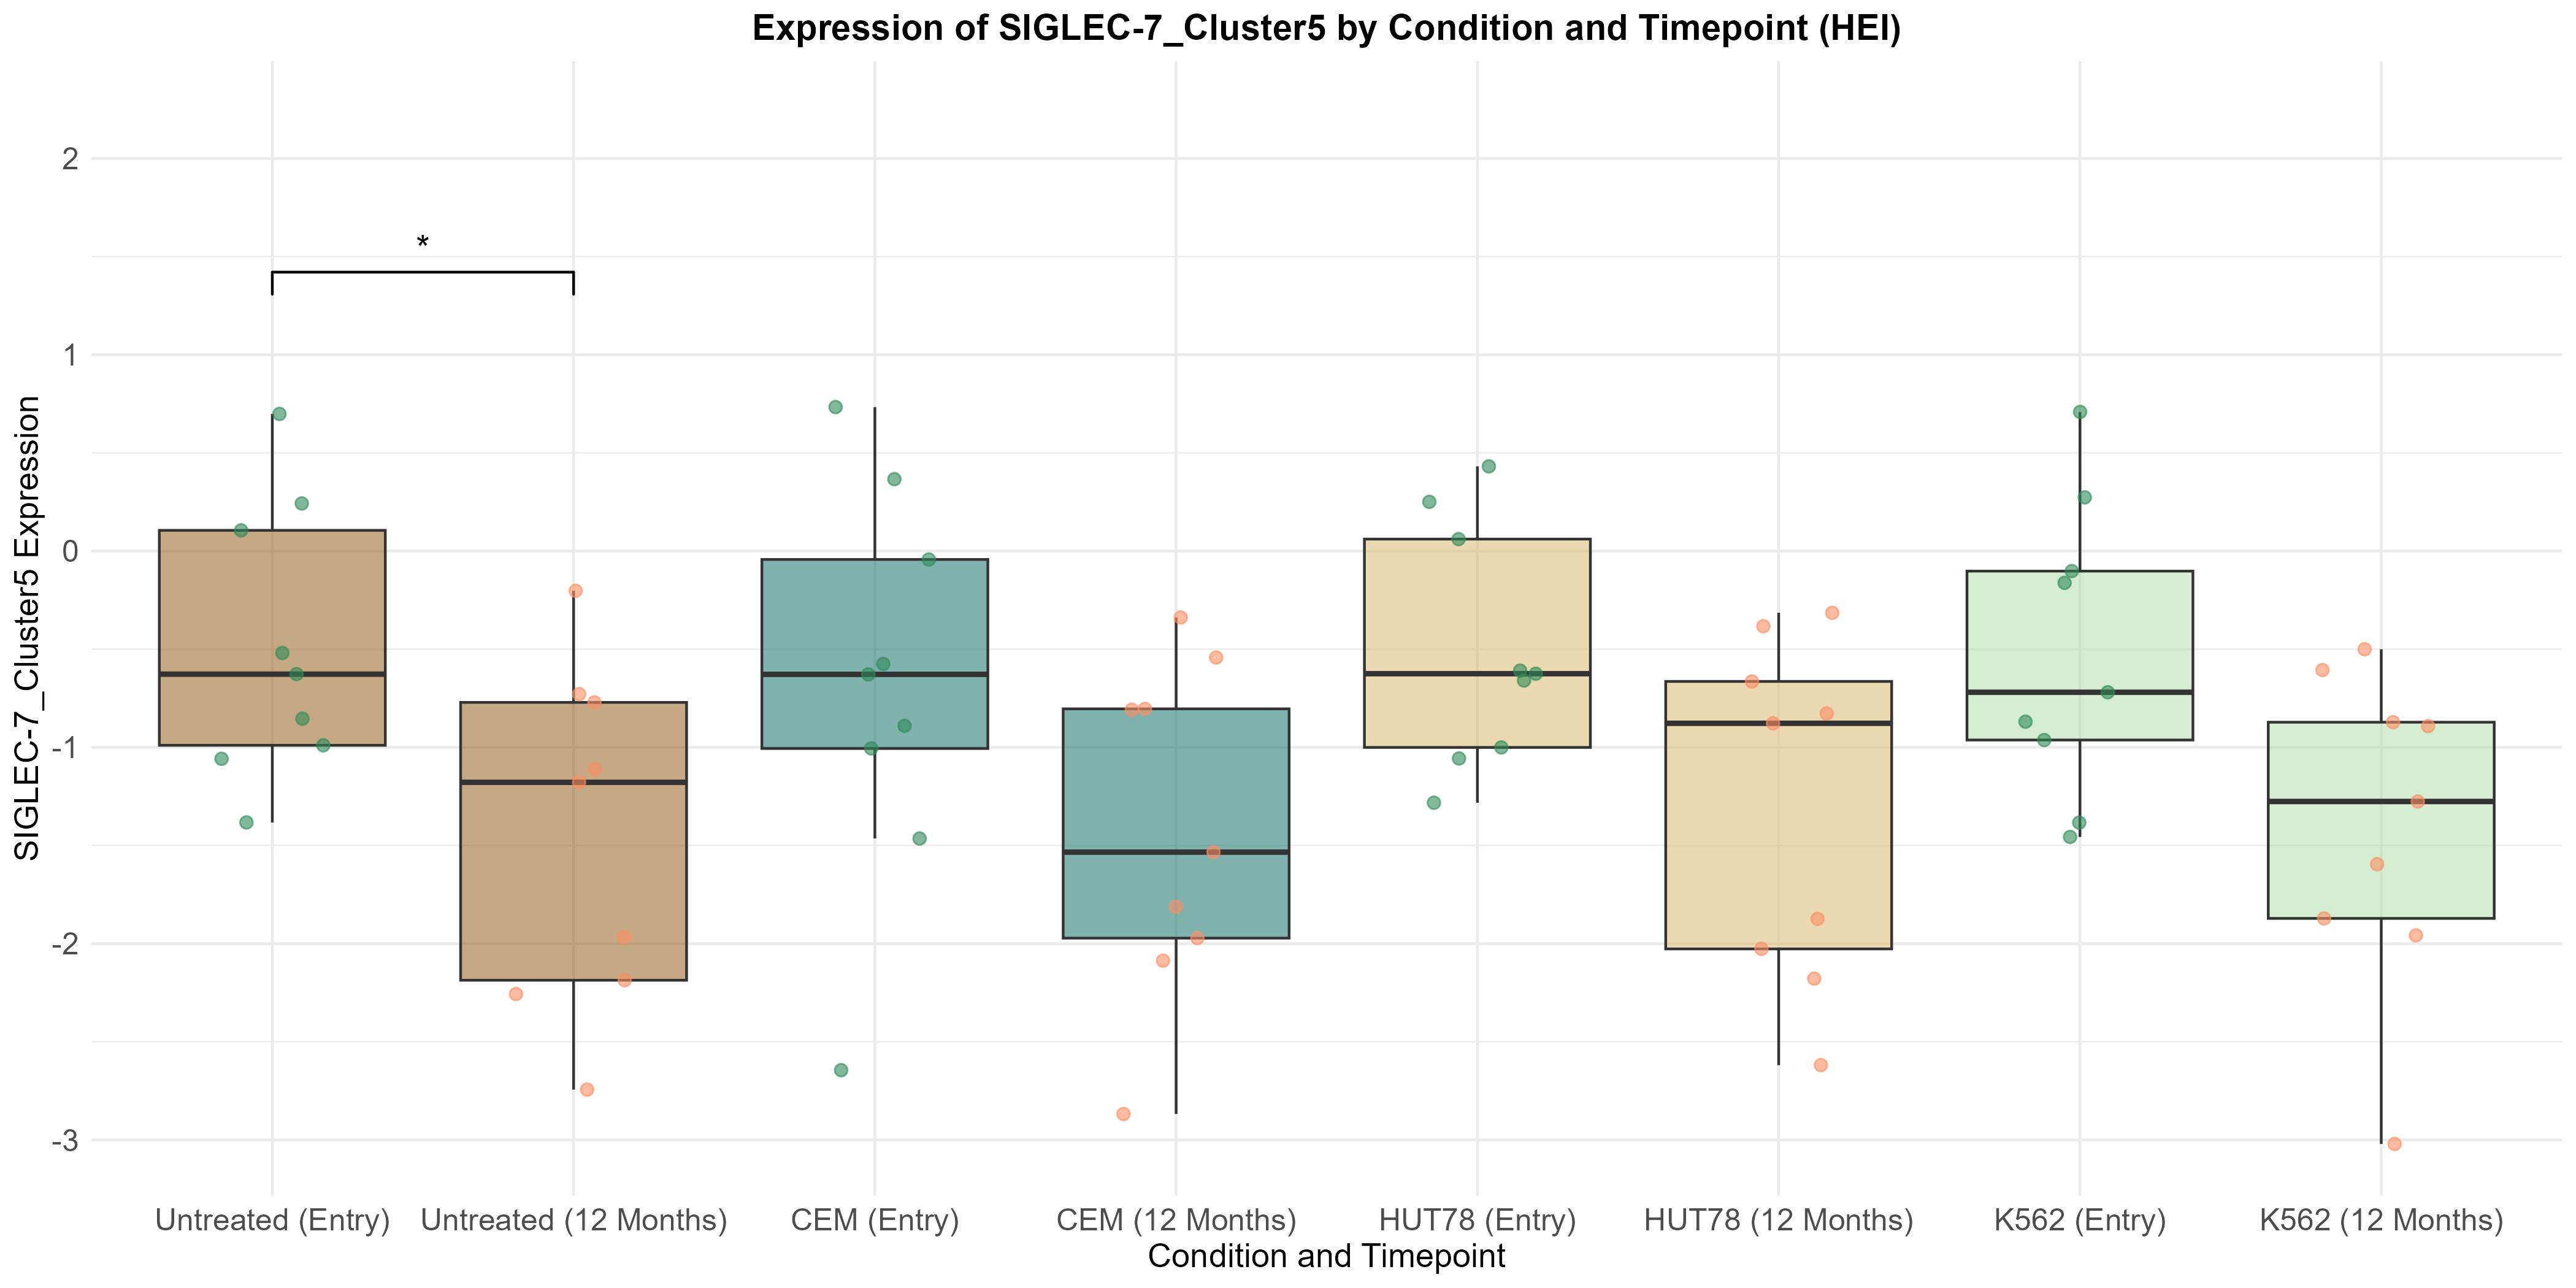 Expression of SIGLEC-7_Cluster5 by Condition and Timepoint (HEI)
SIGLEC-7_Cluster5 Expression
2
1
0
-1
-2
-3
*
Untreated (Entry)
Untreated (12 Months)
CEM (Entry)
CEM (12 Months)
HUT78 (Entry)
HUT78 (12 Months)
K562 (Entry)
K562 (12 Months)
Condition and Timepoint